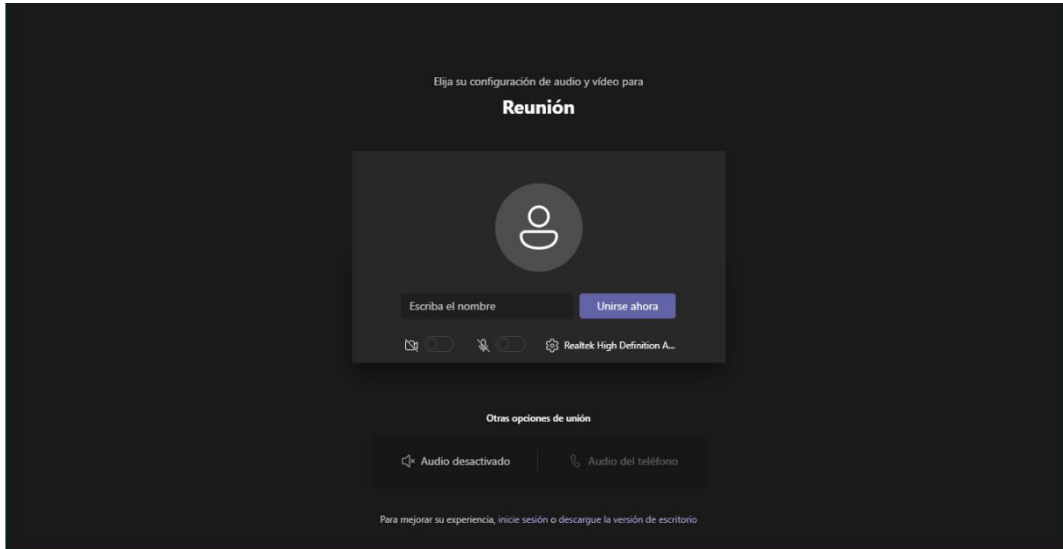 Elija su configuración de audio y vídeo para
Reunión
Escriba el nombre
Unirse ahora
Realtek High Definition A...
Otras opciones de unión
Audio desactivado
Audio del teléfono
Para mejorar su experiencia, inicie sesión o descargue la versión de escritorio